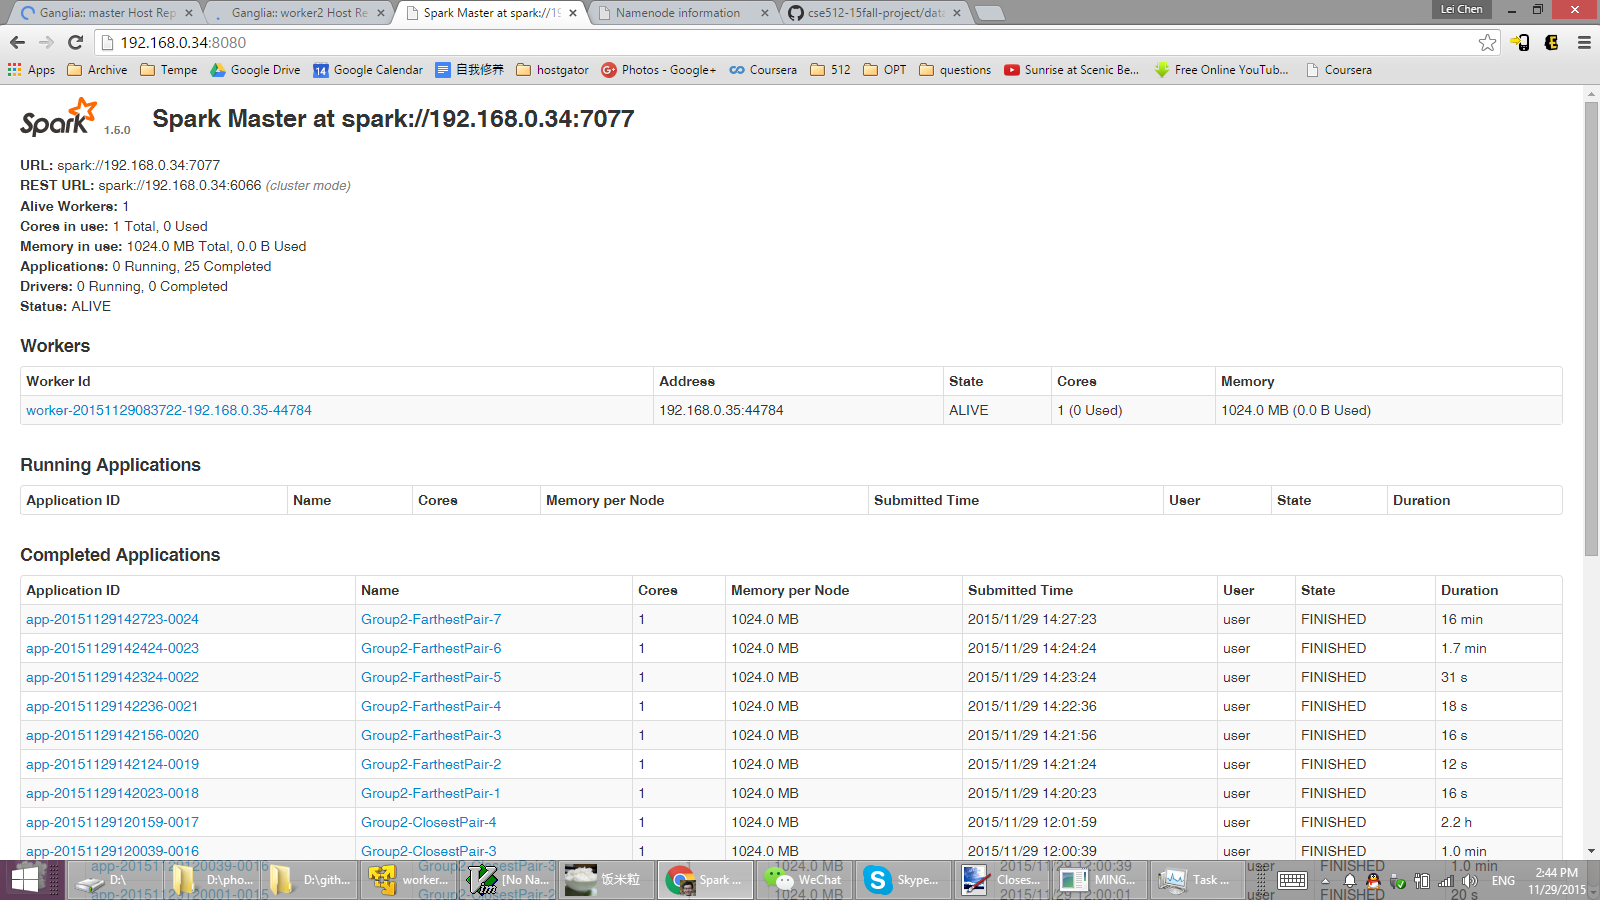 Ganglia:: master Host Rep
Ganglia:: worker2 Host Re
Spark Master at spark://19
Namenode information
cse512-15fall-project/data
Lei Chen
192.168.0.34:8080
Apps Archive Tempe Google Drive 14 Google Calendar 自我修养 hostgator Photos - Google+ Coursera 512 OPT questions Sunrise at Scenic Be... Free Online YouTub... Coursera
Spark 1.5.0 Spark Master at spark://192.168.0.34:7077
URL: spark://192.168.0.34:7077
REST URL: spark://192.168.0.34:6066 (cluster mode)
Alive Workers: 1
Cores in use: 1 Total, 0 Used
Memory in use: 1024.0 MB Total, 0.0 B Used
Applications: 0 Running, 25 Completed
Drivers: 0 Running, 0 Completed
Status: ALIVE
Workers
Worker Id Address State Cores Memory
worker-20151129083722-192.168.0.35-44784 192.168.0.35:44784 ALIVE 1 (0 Used) 1024.0 MB (0.0 B Used)
Running Applications
Application ID Name Cores Memory per Node Submitted Time User State Duration
Completed Applications
Application ID Name Cores Memory per Node Submitted Time User State Duration
app-20151129142723-0024 Group2-FarthestPair-7 1 1024.0 MB 2015/11/29 14:27:23 user FINISHED 16 min
app-20151129142424-0023 Group2-FarthestPair-6 1 1024.0 MB 2015/11/29 14:24:24 user FINISHED 1.7 min
app-20151129142324-0022 Group2-FarthestPair-5 1 1024.0 MB 2015/11/29 14:23:24 user FINISHED 31 s
app-20151129142236-0021 Group2-FarthestPair-4 1 1024.0 MB 2015/11/29 14:22:36 user FINISHED 18 s
app-20151129142156-0020 Group2-FarthestPair-3 1 1024.0 MB 2015/11/29 14:21:56 user FINISHED 16 s
app-20151129142124-0019 Group2-FarthestPair-2 1 1024.0 MB 2015/11/29 14:21:24 user FINISHED 12 s
app-20151129142023-0018 Group2-FarthestPair-1 1 1024.0 MB 2015/11/29 14:20:23 user FINISHED 16 s
app-20151129120159-0017 Group2-ClosestPair-4 1 1024.0 MB 2015/11/29 12:01:59 user FINISHED 2.2 h
app-20151129120039-0016 Group2-ClosestPair-3 1 1024.0 MB 2015/11/29 12:00:39 user FINISHED 1.0 min
D:\ D:\pho... D:\gith... worker... [No Na... 饭米粒 Spark ... WeChat Skype... Closes... MING... Task ... ENG
2:44 PM
11/29/2015